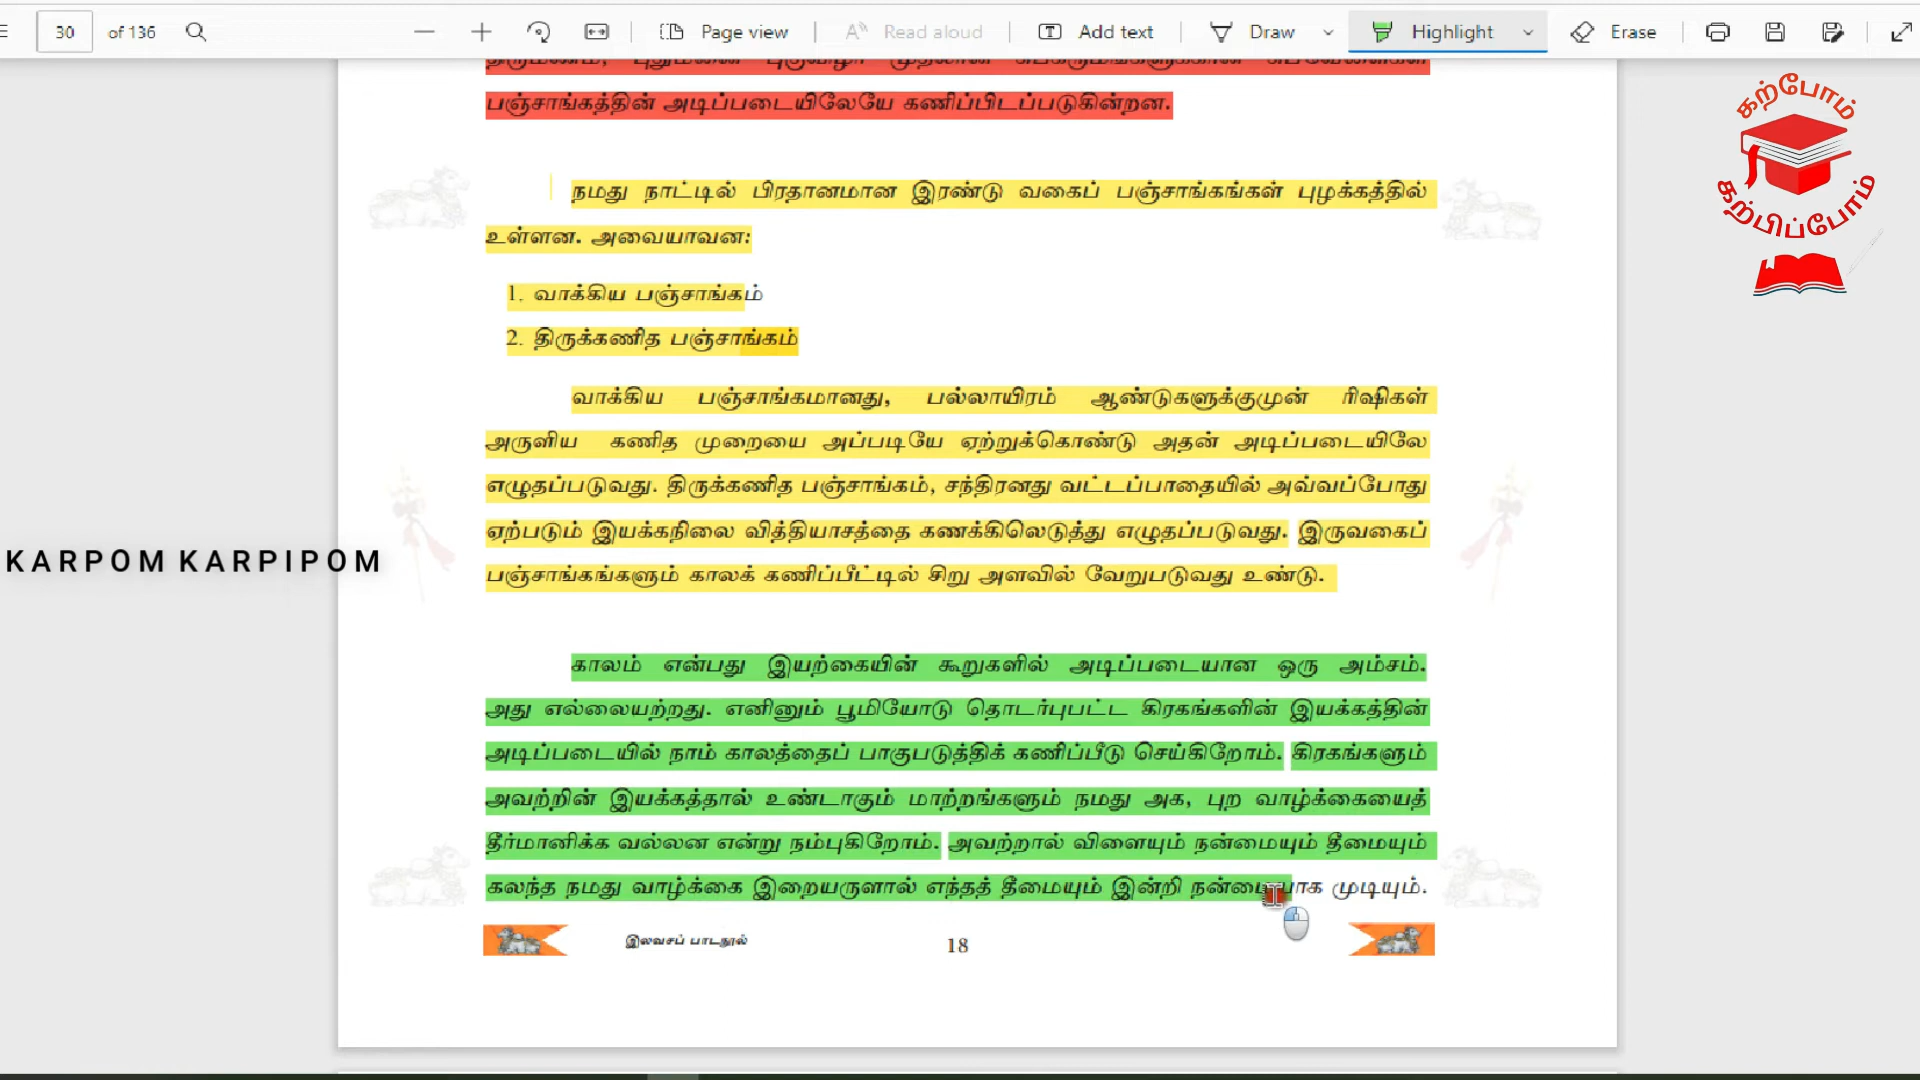 30 of 136 Page view Read aloud Add text Draw Highlight Erase
பஞ்சாங்கத்தின் அடிப்படையிலேயே கணிப்பிடப்படுகின்றன.
நமது நாட்டில் பிரதானமான இரண்டு வகைப் பஞ்சாங்கங்கள் புழக்கத்தில்
உள்ளன. அவையாவன:
1. வாக்கிய பஞ்சாங்கம்
2. திருக்கணித பஞ்சாங்கம்
வாக்கிய பஞ்சாங்கமானது, பல்லாயிரம் ஆண்டுகளுக்குமுன் ரிஷிகள்
அருளிய கணித முறையை அப்படியே ஏற்றுக்கொண்டு அதன் அடிப்படையிலே
எழுதப்படுவது. திருக்கணித பஞ்சாங்கம், சந்திரனது வட்டப்பாதையில் அவ்வப்போது
ஏற்படும் இயக்கநிலை வித்தியாசத்தை கணக்கிலெடுத்து எழுதப்படுவது. இருவகைப்
பஞ்சாங்கங்களும் காலக் கணிப்பீட்டில் சிறு அளவில் வேறுபடுவது உண்டு.
காலம் என்பது இயற்கையின் கூறுகளில் அடிப்படையான ஒரு அம்சம்.
அது எல்லையற்றது. எனினும் பூமியோடு தொடர்புபட்ட கிரகங்களின் இயக்கத்தின்
அடிப்படையில் நாம் காலத்தைப் பாகுபடுத்திக் கணிப்பீடு செய்கிறோம். கிரகங்களும்
அவற்றின் இயக்கத்தால் உண்டாகும் மாற்றங்களும் நமது அக, புற வாழ்க்கையைத்
தீர்மானிக்க வல்லன என்று நம்புகிறோம். அவற்றால் விளையும் நன்மையும் தீமையும்
கலந்த நமது வாழ்க்கை இறையருளால் எந்தத் தீமையும் இன்றி நன்மையாக முடியும்.
இலவசப் பாடநூல் 18
KARPOM KARPIPOM
கற்போம்
கற்பிப்போம்